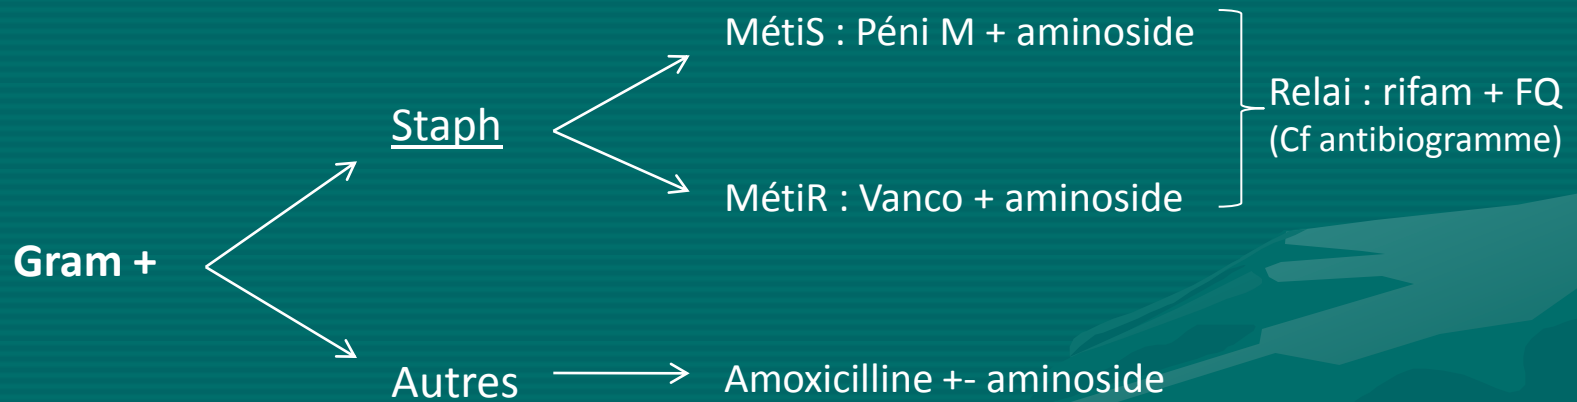 MétiS : Péni M + aminoside
Relai : rifam + FQ
(Cf antibiogramme)
Staph
MétiR : Vanco + aminoside
Gram +
Autres
Amoxicilline +- aminoside